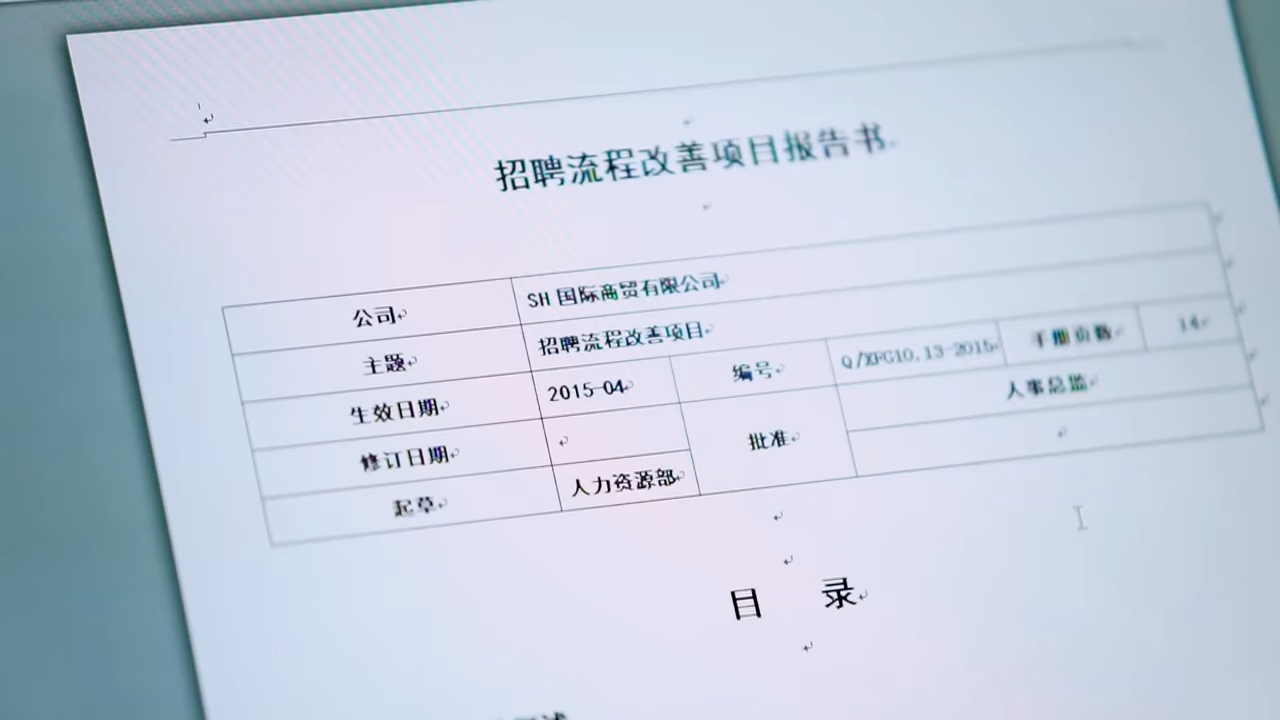 招聘流程改善项目报告书
公司 SH 国际商贸有限公司
主题 招聘流程改善项目
生效日期 2015-04 编号 Q/XFG10.13-2015 手册页数 14
修订日期 批准 人事总监
起草 人力资源部
目 录